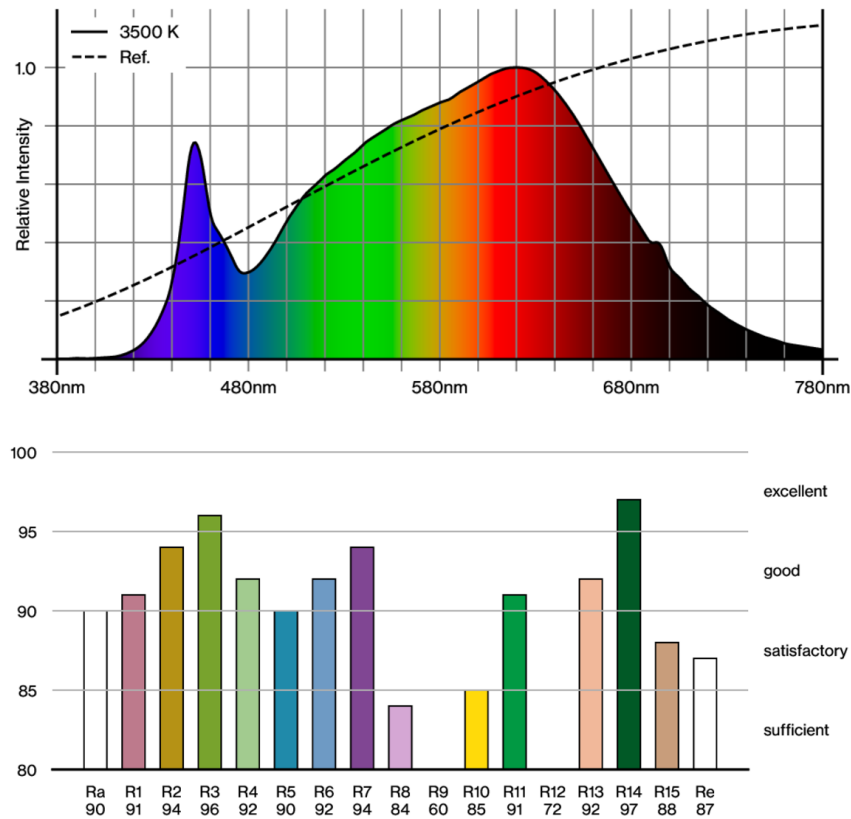 3500 K
Ref.
1.0
Relative Intensity
380nm 480nm 580nm 680nm 780nm
100
excellent
95
good
90
satisfactory
85
sufficient
80
Ra R1 R2 R3 R4 R5 R6 R7 R8 R9 R10 R11 R12 R13 R14 R15 Re
90 91 94 96 92 90 92 94 84 60 85 91 72 92 97 88 87